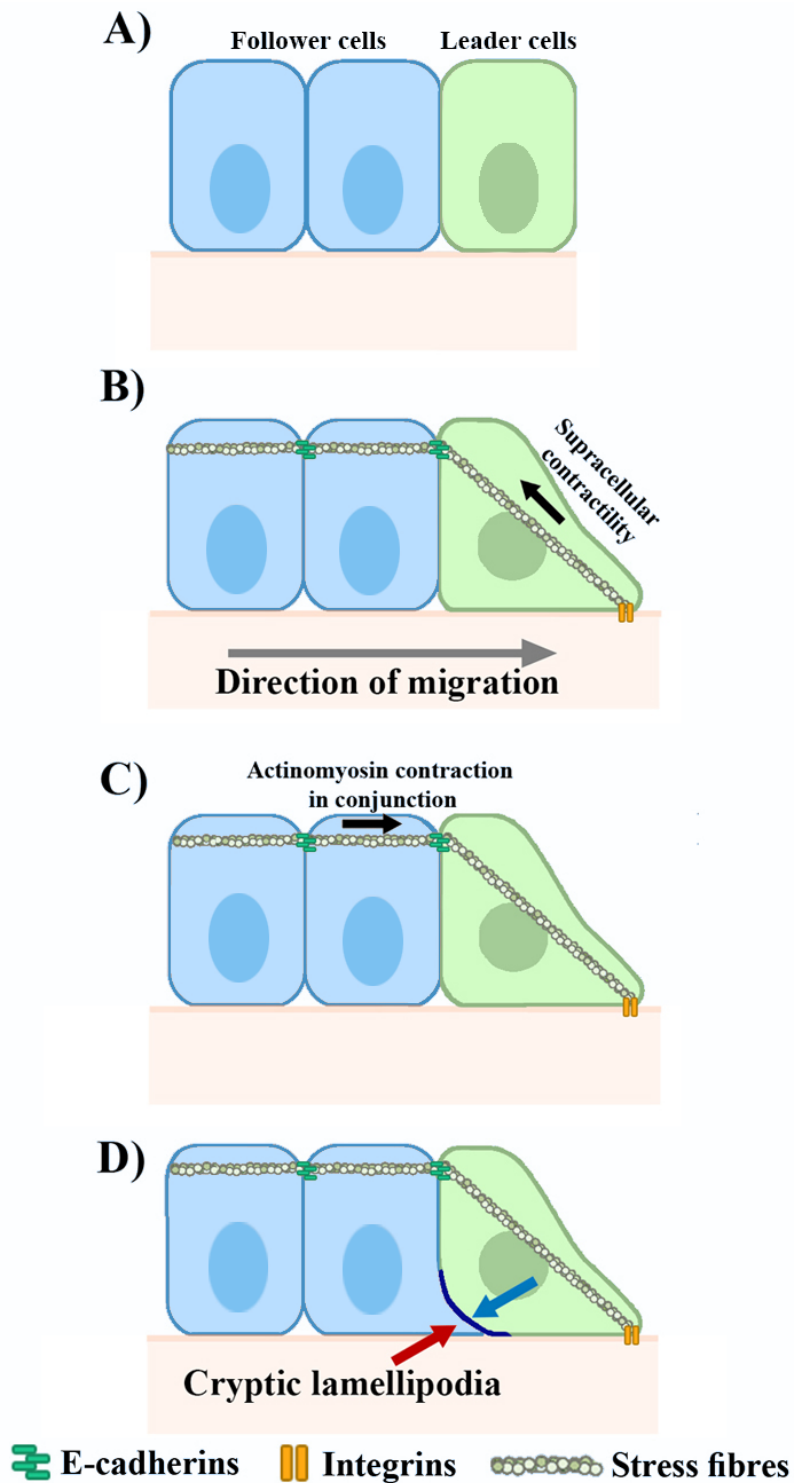 A)
Follower cells
Leader cells
B)
Supracellular
contractility
Direction of migration
C)
Actinomyosin contraction
in conjunction
D)
Cryptic lamellipodia
E-cadherins
Integrins
Stress fibres